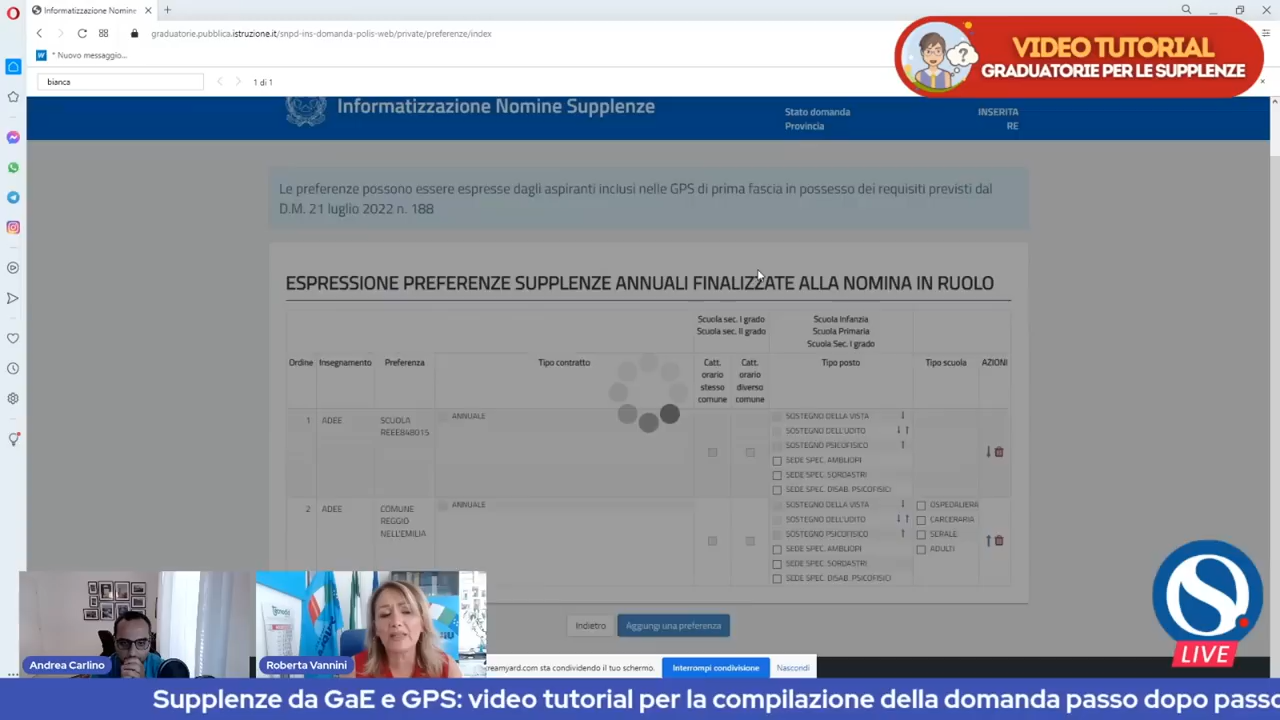 Informatizzazione Nomine
graduatorie.pubblica.istruzione.it/snpd-ins-domanda-polis-web/private/preferenze/index
* Nuovo messaggio...
bianca
1 di 1
VIDEO TUTORIAL
GRADUATORIE PER LE SUPPLENZE
Informatizzazione Nomine Supplenze
Stato domanda INSERITA
Provincia RE
Le preferenze possono essere espresse dagli aspiranti inclusi nelle GPS di prima fascia in possesso dei requisiti previsti dal
D.M. 21 luglio 2022 n. 188
ESPRESSIONE PREFERENZE SUPPLENZE ANNUALI FINALIZZATE ALLA NOMINA IN RUOLO
Scuola sec. I grado
Scuola sec. II grado
Scuola Infanzia
Scuola Primaria
Scuola Sec. I grado
Ordine Insegnamento Preferenza Tipo contratto
Catt. orario stesso comune
Catt. orario diverso comune
Tipo posto Tipo scuola AZIONI
1 ADEE
SCUOLA
REEE848015
ANNUALE
SOSTEGNO DELLA VISTA
SOSTEGNO DELL'UDITO
SOSTEGNO PSICOFISICO
SEDE SPEC. AMBLIOPI
SEDE SPEC. SORDASTRI
SEDE SPEC. DISAB. PSICOFISICI
2 ADEE
COMUNE
REGGIO
NELL'EMILIA
ANNUALE
SOSTEGNO DELLA VISTA
SOSTEGNO DELL'UDITO
SOSTEGNO PSICOFISICO
SEDE SPEC. AMBLIOPI
SEDE SPEC. SORDASTRI
SEDE SPEC. DISAB. PSICOFISICI
OSPEDALIERA
CARCERARIA
SERALE
ADULTI
Indietro
Aggiungi una preferenza
Andrea Carlino
Roberta Vannini
reamyard.com sta condividendo il tuo schermo.
Interrompi condivisione
Nascondi
S
LIVE
Supplenze da GaE e GPS: video tutorial per la compilazione della domanda passo dopo passo